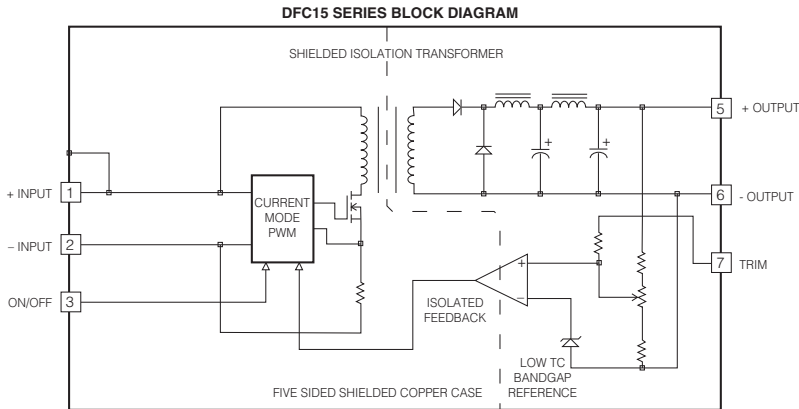 DFC15 SERIES BLOCK DIAGRAM
SHIELDED ISOLATION TRANSFORMER
5 + OUTPUT
+ INPUT 1
6 - OUTPUT
CURRENT
MODE
PWM
– INPUT 2
7 TRIM
ON/OFF 3
+
–
ISOLATED
FEEDBACK
LOW TC
BANDGAP
REFERENCE
FIVE SIDED SHIELDED COPPER CASE
+
+